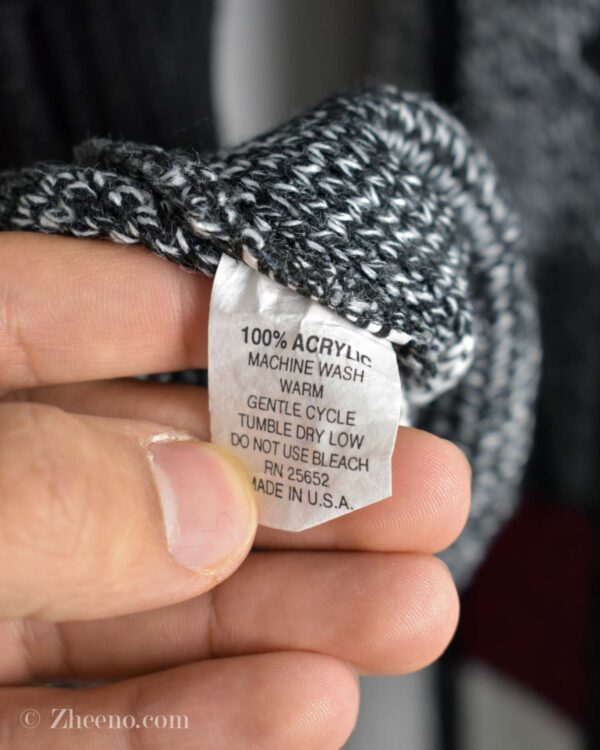 100% ACRYLIC
MACHINE WASH
WARM
GENTLE CYCLE
TUMBLE DRY LOW
DO NOT USE BLEACH
RN 25652
MADE IN U.S.A.
© Zheeno.com